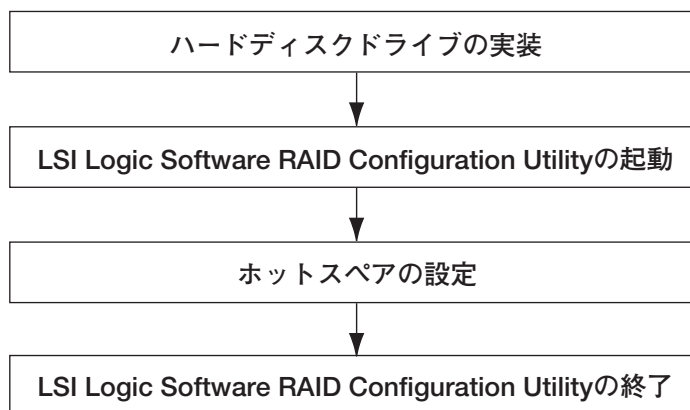 ハードディスクドライブの実装
LSI Logic Software RAID Configuration Utilityの起動
ホットスペアの設定
LSI Logic Software RAID Configuration Utilityの終了